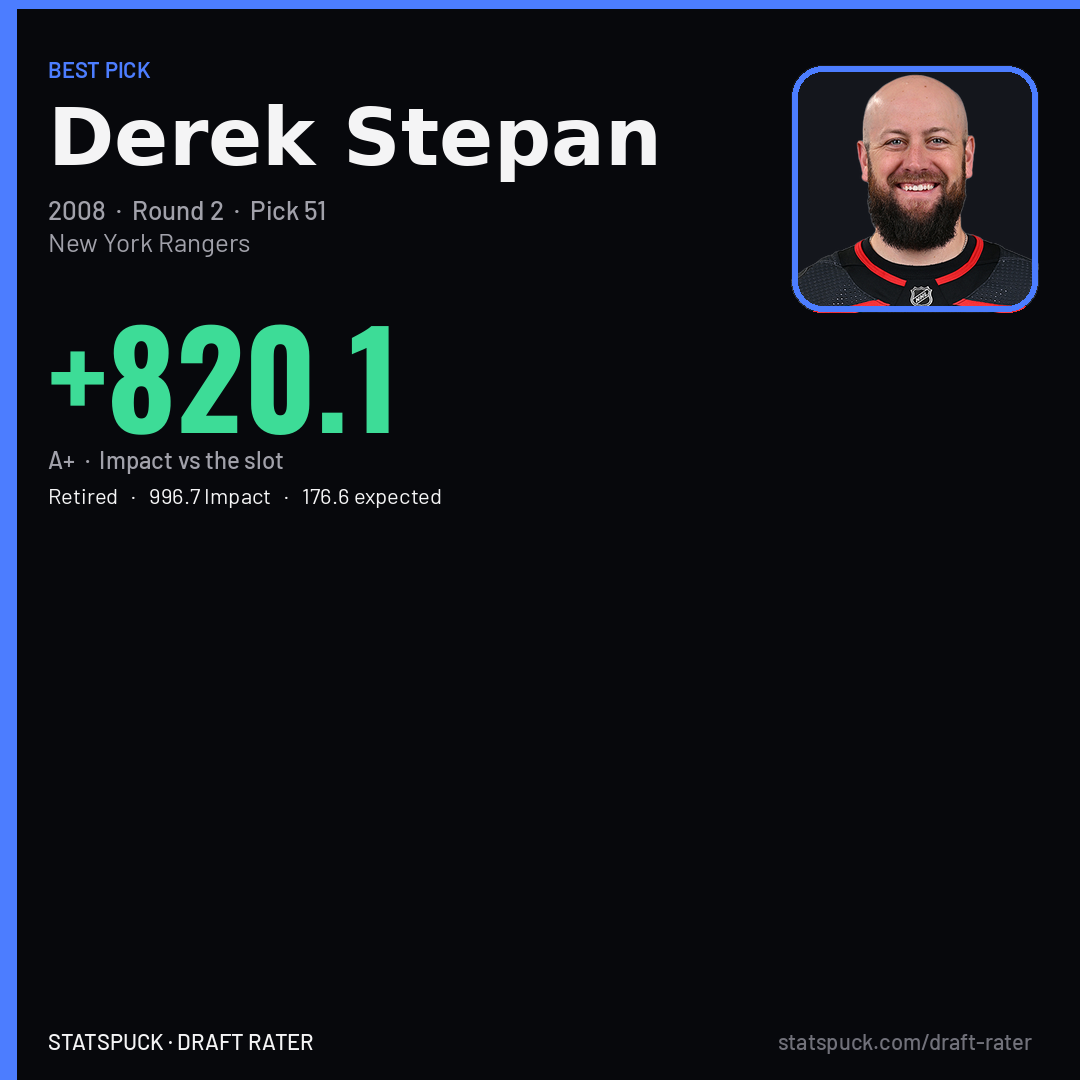 BEST PICK
Derek Stepan
2008 · Round 2 · Pick 51
New York Rangers
+820.1
A+ · Impact vs the slot
Retired · 996.7 Impact · 176.6 expected
STATSPUCK · DRAFT RATER
statspuck.com/draft-rater